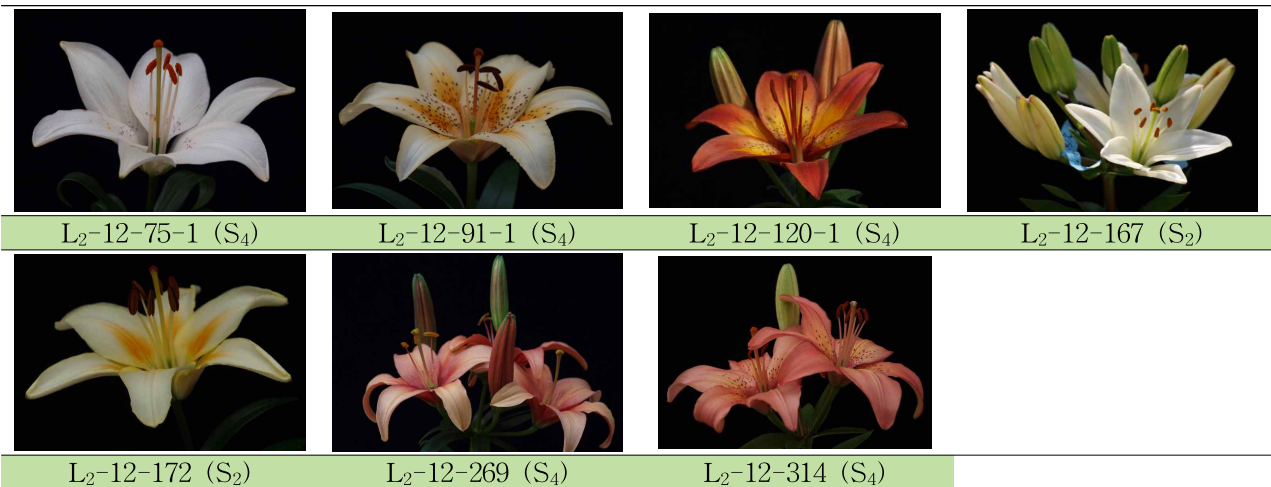 L₂-12-75-1 (S₄) L₂-12-91-1 (S₄) L₂-12-120-1 (S₄) L₂-12-167 (S₂)
L₂-12-172 (S₂) L₂-12-269 (S₄) L₂-12-314 (S₄)